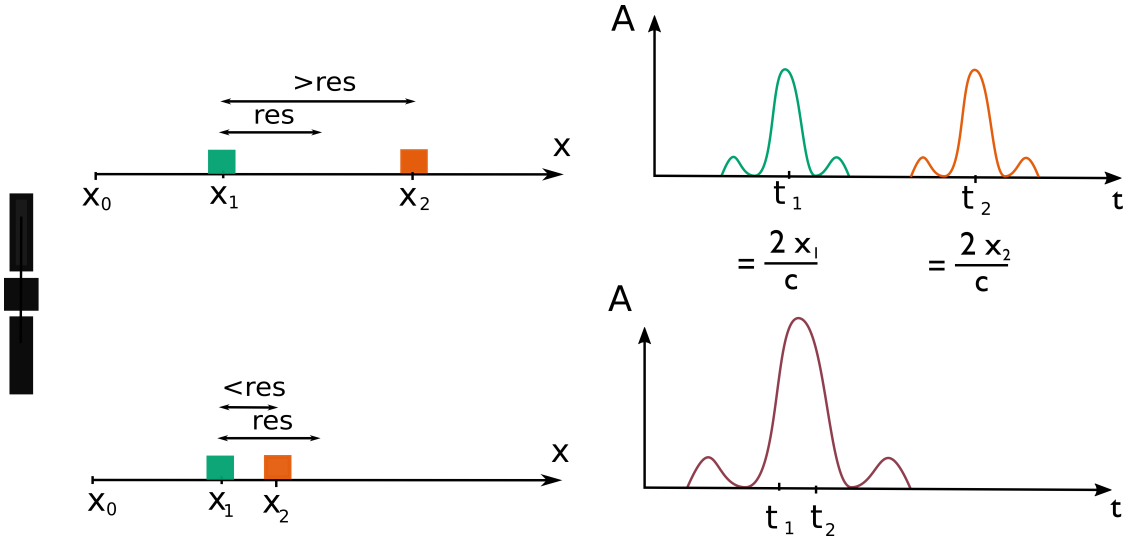 >res
res
x
x₀ x₁ x₂
A
t₁ t₂ t
= 2 x₁ / c
= 2 x₂ / c
<res
res
x
x₀ x₁ x₂
A
t₁ t₂ t